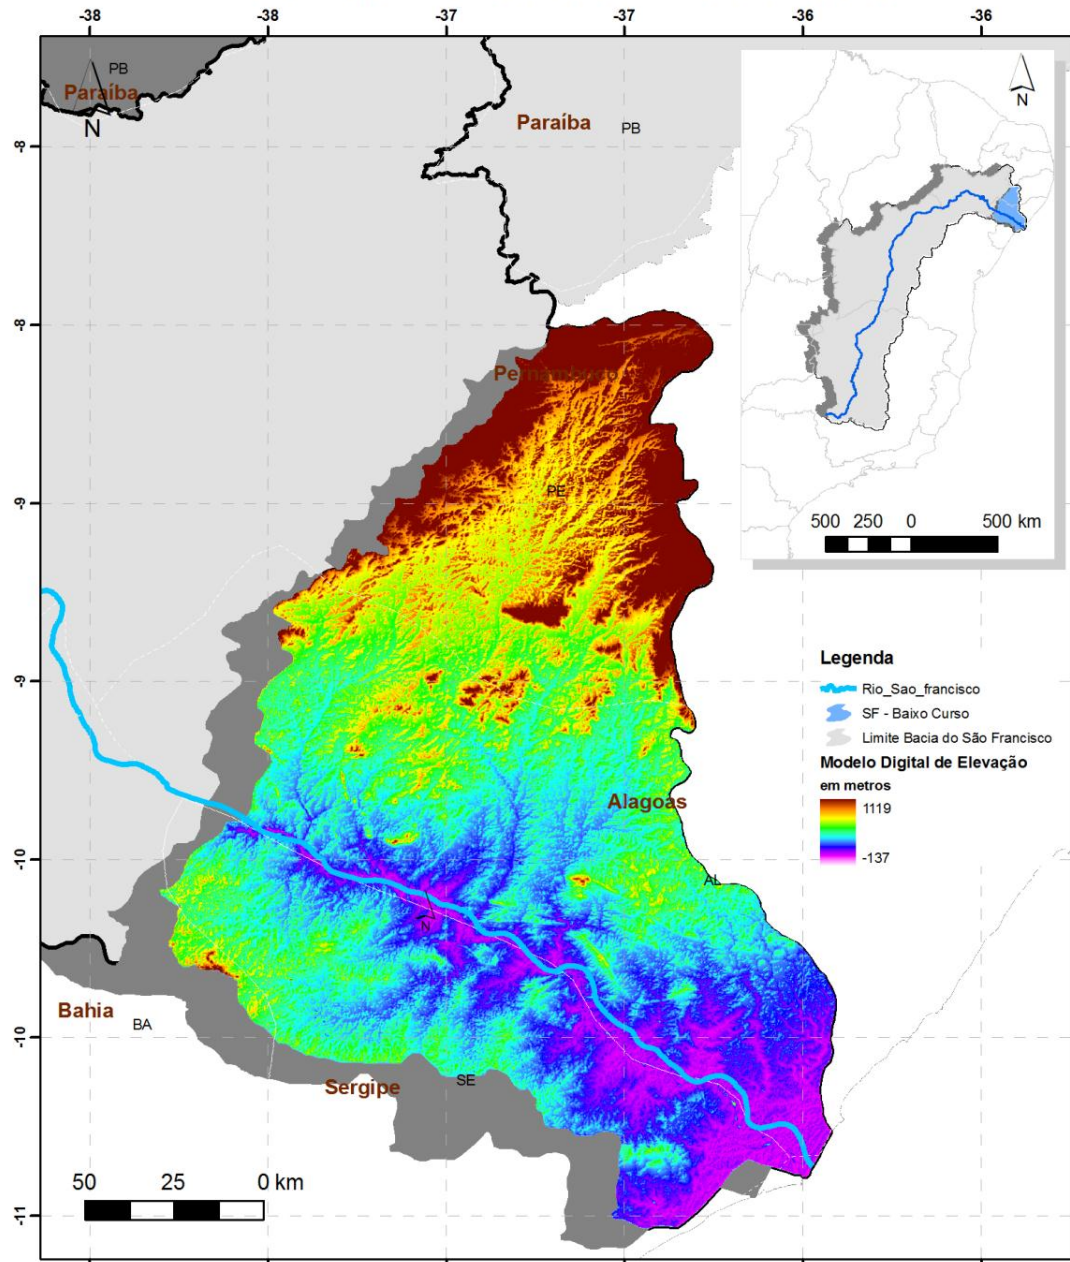 -38
-38
-37
-37
-36
-36
PB
Paraíba
N
Paraíba
PB
N
-8
-8
Pernambuco
PE
-9
500 250 0 500 km
Legenda
Rio_Sao_francisco
SF - Baixo Curso
Limite Bacia do São Francisco
Modelo Digital de Elevação
em metros
1119
-137
-9
Alagoas
-10
AL
N
Bahia
BA
-10
Sergipe
SE
50 25 0 km
-11